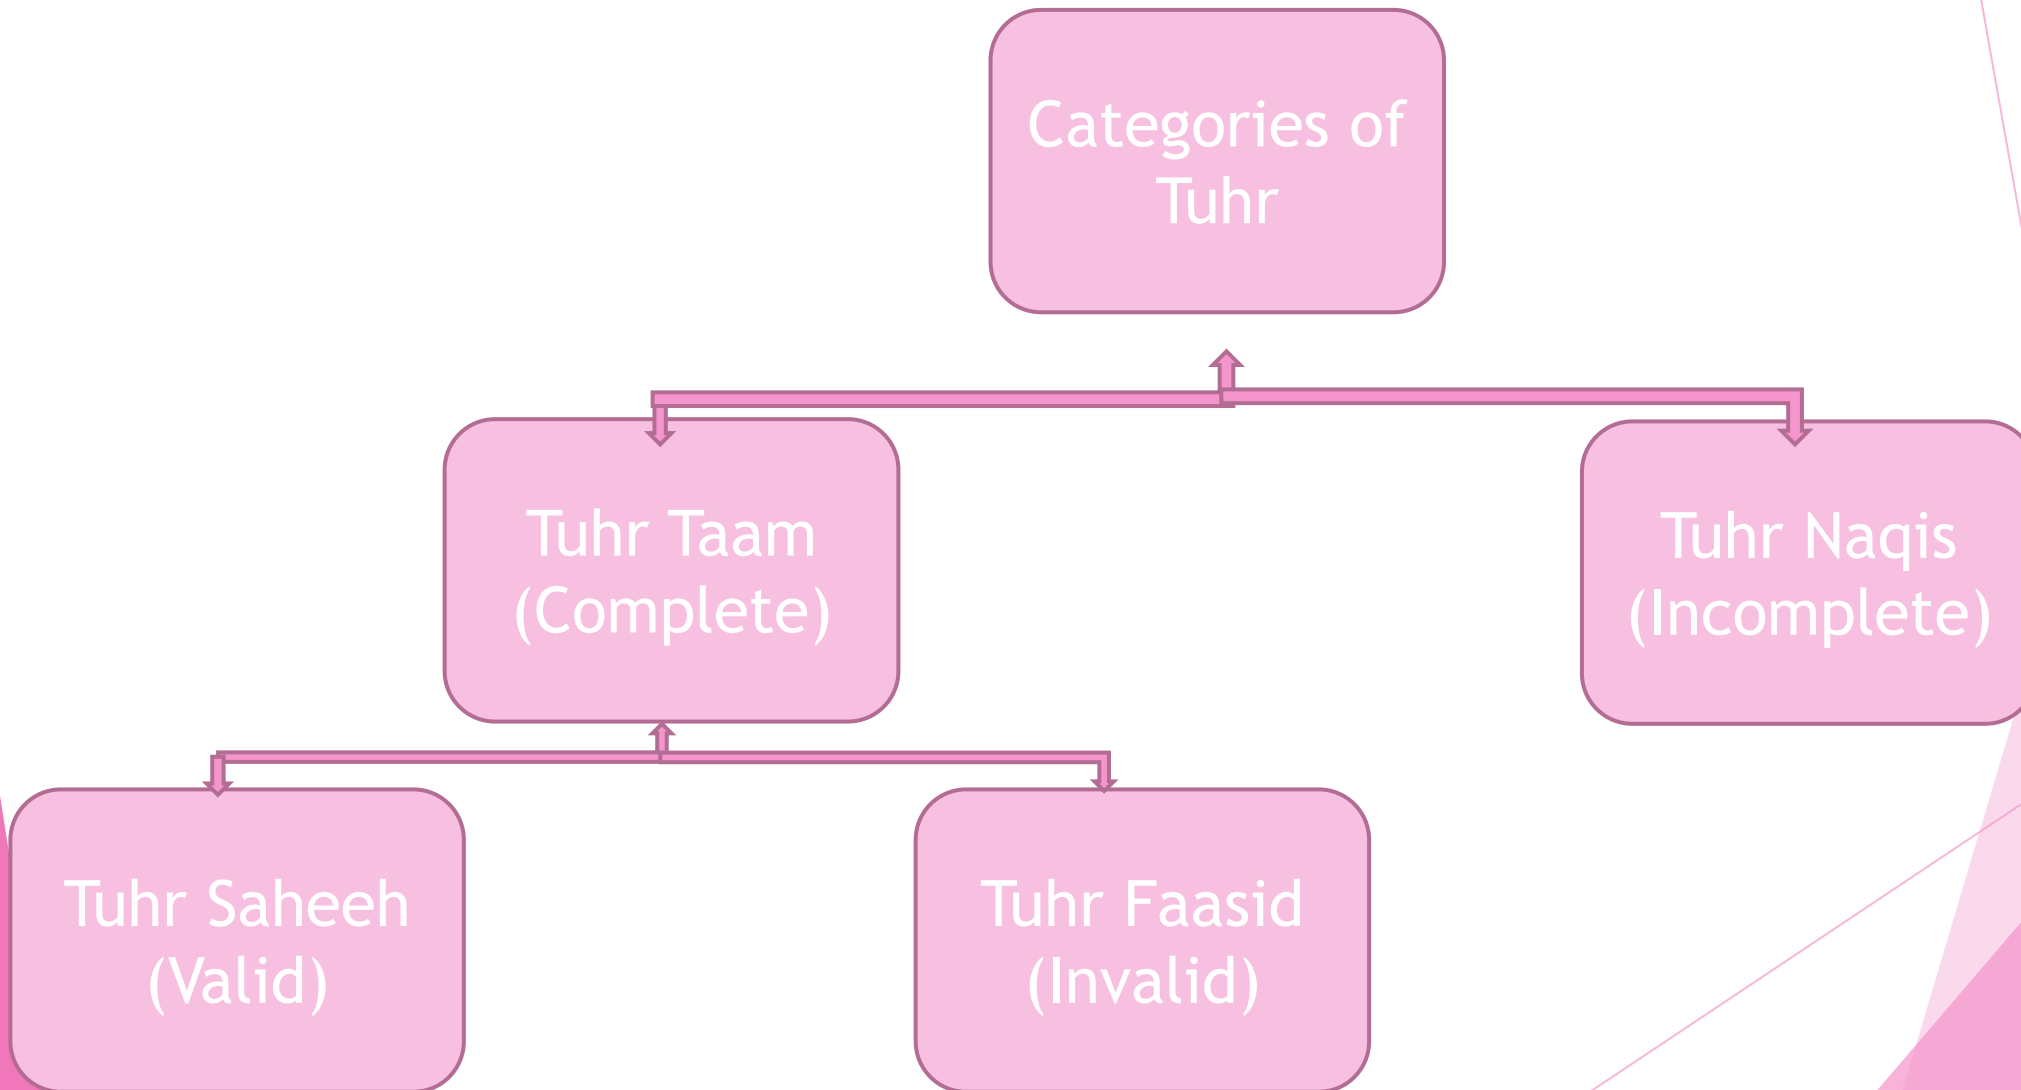 Categories of
Tuhr
Tuhr Taam
(Complete)
Tuhr Naqis
(Incomplete)
Tuhr Saheeh
(Valid)
Tuhr Faasid
(Invalid)